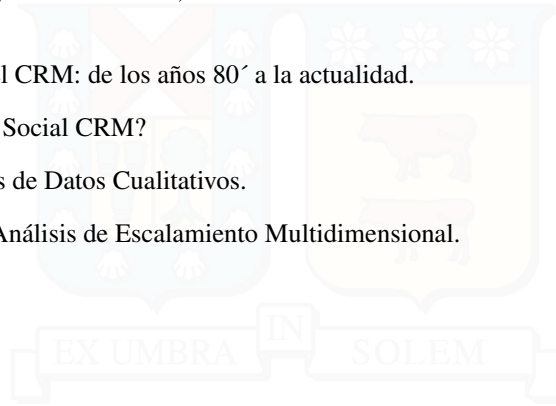 l CRM: de los años 80´ a la actualidad.
Social CRM?
s de Datos Cualitativos.
Análisis de Escalamiento Multidimensional.
IN
EX UMBRA SOLEM